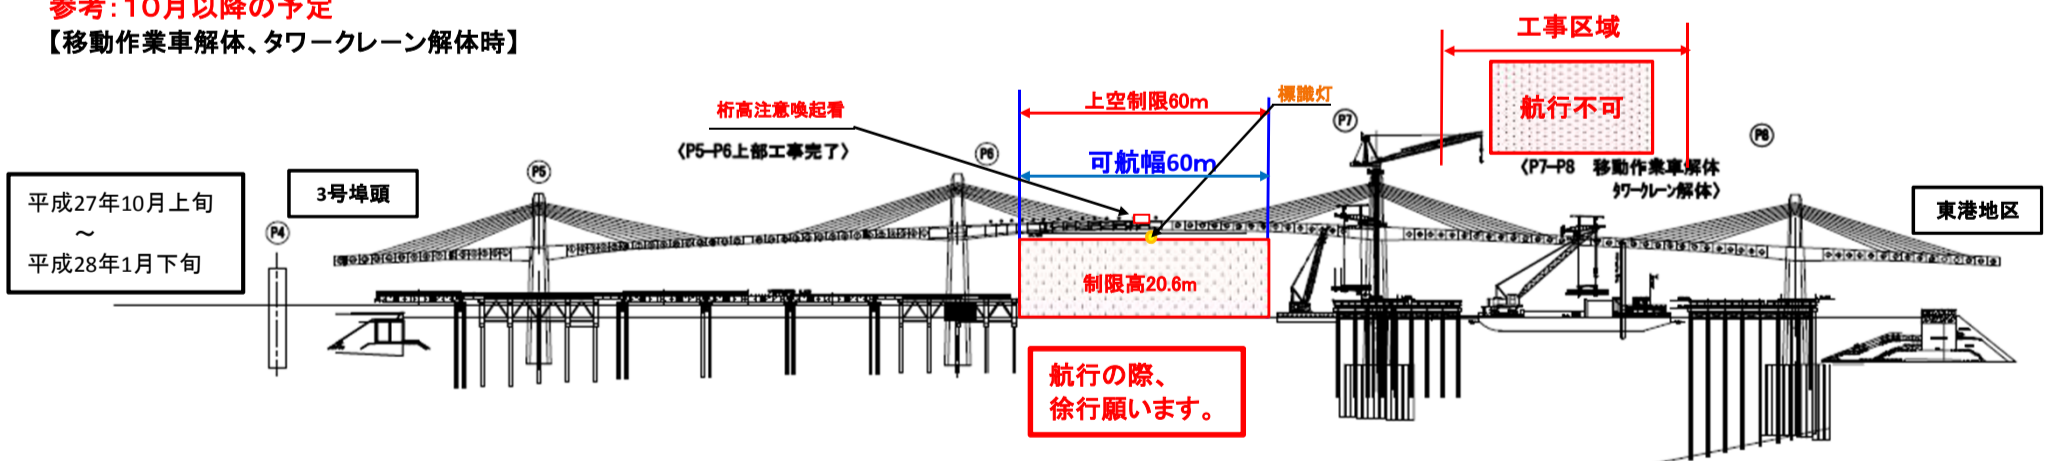 参考：10月以降の予定
【移動作業車解体、タワークレーン解体時】
工事区域
航行不可
上空制限60m
標識灯
桁高注意喚起看
〈P5-P6上部工事完了〉
可航幅60m
P7
P8
〈P7-P8 移動作業車解体
タワークレーン解体〉
P6
P5
P4
平成27年10月上旬
～
平成28年1月下旬
3号埠頭
東港地区
制限高20.6m
航行の際、
徐行願います。